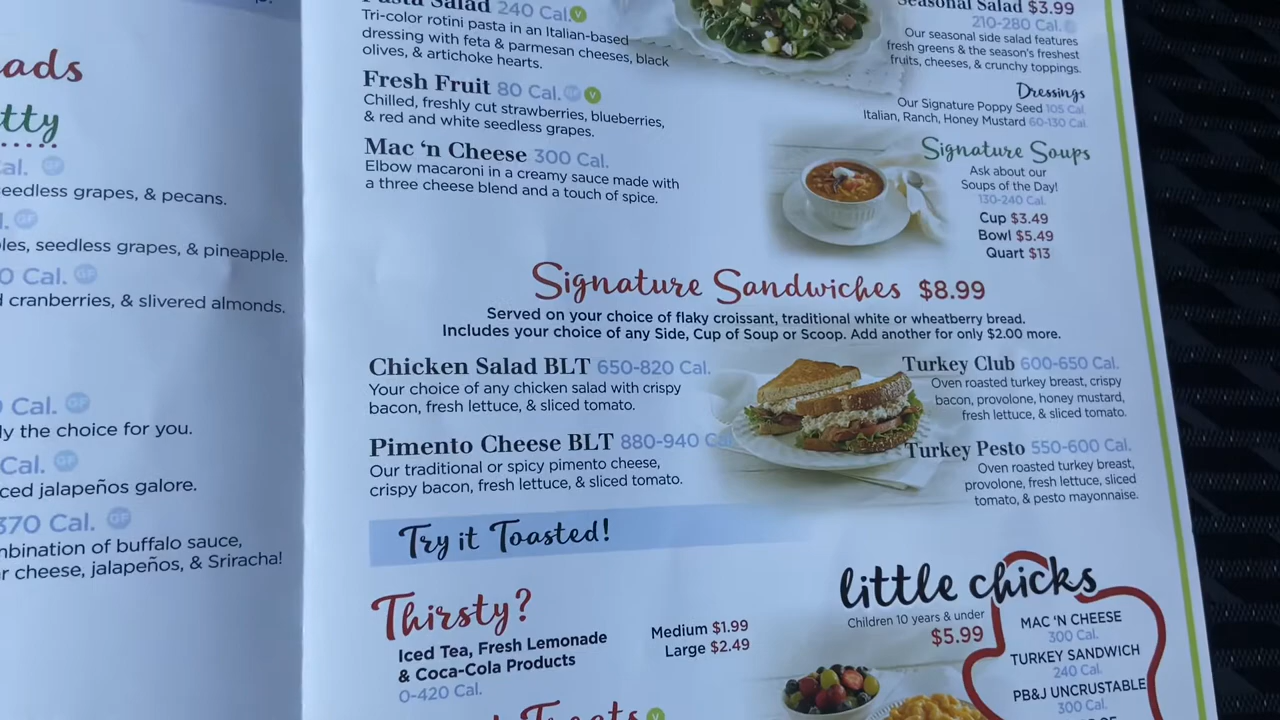 ads
tty
al. GF
eedless grapes, & pecans.
l. GF
les, seedless grapes, & pineapple.
0 Cal. GF
d cranberries, & slivered almonds.
Cal. GF
ly the choice for you.
Cal. GF
ced jalapeños galore.
370 Cal. GF
mbination of buffalo sauce,
r cheese, jalapeños, & Sriracha!
Pasta Salad 240 Cal. V
Tri-color rotini pasta in an Italian-based
dressing with feta & parmesan cheeses, black
olives, & artichoke hearts.
Fresh Fruit 80 Cal. GF V
Chilled, freshly cut strawberries, blueberries,
& red and white seedless grapes.
Mac ‘n Cheese 300 Cal.
Elbow macaroni in a creamy sauce made with
a three cheese blend and a touch of spice.
Seasonal Salad $3.99
210-280 Cal.
Our seasonal side salad features
fresh greens & the season's freshest
fruits, cheeses, & crunchy toppings.
Dressings
Our Signature Poppy Seed 105 Cal.
Italian, Ranch, Honey Mustard 60-130 Cal.
Signature Soups
Ask about our
Soups of the Day!
130-240 Cal.
Cup $3.49
Bowl $5.49
Quart $13
Signature Sandwiches $8.99
Served on your choice of flaky croissant, traditional white or wheatberry bread.
Includes your choice of any Side, Cup of Soup or Scoop. Add another for only $2.00 more.
Chicken Salad BLT 650-820 Cal.
Your choice of any chicken salad with crispy
bacon, fresh lettuce, & sliced tomato.
Pimento Cheese BLT 880-940 Cal.
Our traditional or spicy pimento cheese,
crispy bacon, fresh lettuce, & sliced tomato.
Turkey Club 600-650 Cal.
Oven roasted turkey breast, crispy
bacon, provolone, honey mustard,
fresh lettuce, & sliced tomato.
Turkey Pesto 550-600 Cal.
Oven roasted turkey breast,
provolone, fresh lettuce, sliced
tomato, & pesto mayonnaise.
Try it Toasted!
Thirsty?
Iced Tea, Fresh Lemonade
& Coca-Cola Products
0-420 Cal.
Medium $1.99
Large $2.49
little chicks
Children 10 years & under
$5.99
MAC ‘N CHEESE
300 Cal.
TURKEY SANDWICH
240 Cal.
PB&J UNCRUSTABLE
300 Cal.
Treats V